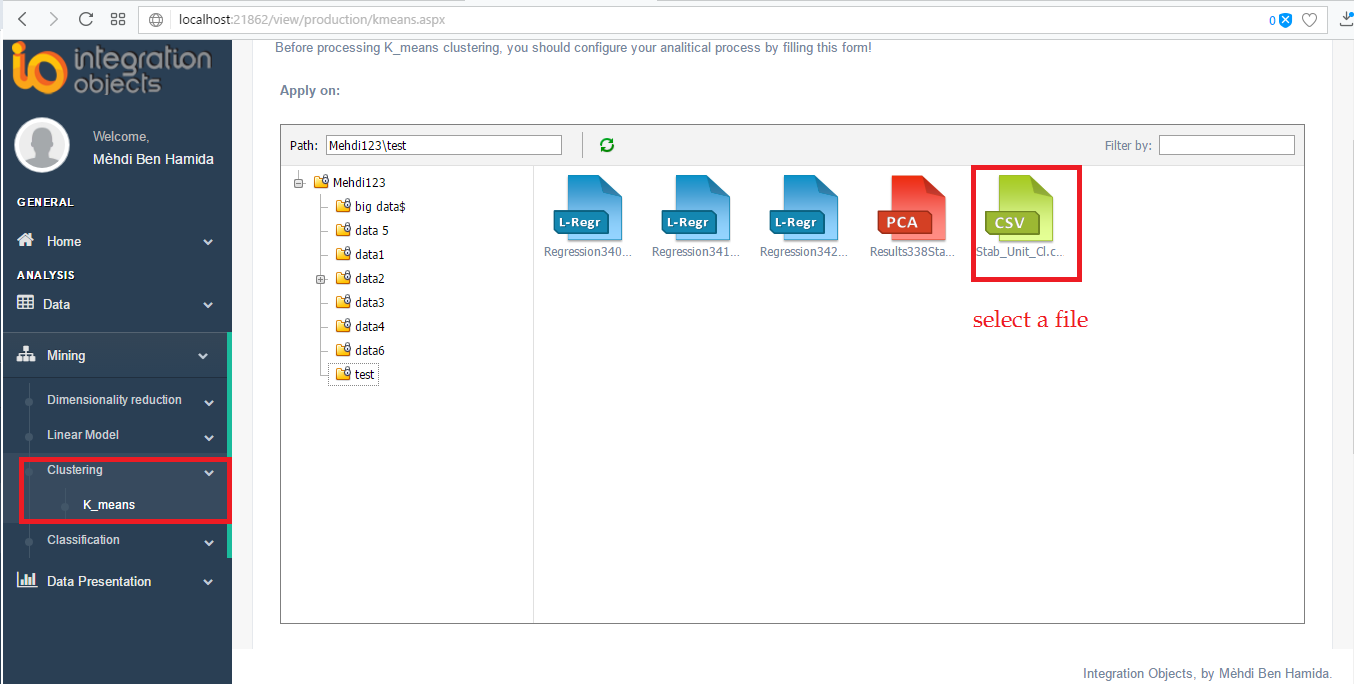 localhost:21862/view/production/kmeans.aspx
0
integration
objects
Welcome,
Mèhdi Ben Hamida
GENERAL
Home
ANALYSIS
Data
Mining
Dimensionality reduction
Linear Model
Clustering
K_means
Classification
Data Presentation
Before processing K_means clustering, you should configure your analitical process by filling this form!
Apply on:
Path: Mehdi123\test
Filter by:
Mehdi123
big data$
data 5
data1
data2
data3
data4
data6
test
L-Regr
Regression340...
L-Regr
Regression341...
L-Regr
Regression342...
PCA
Results338Sta...
CSV
Stab_Unit_Cl.c...
select a file
Integration Objects, by Mèhdi Ben Hamida.